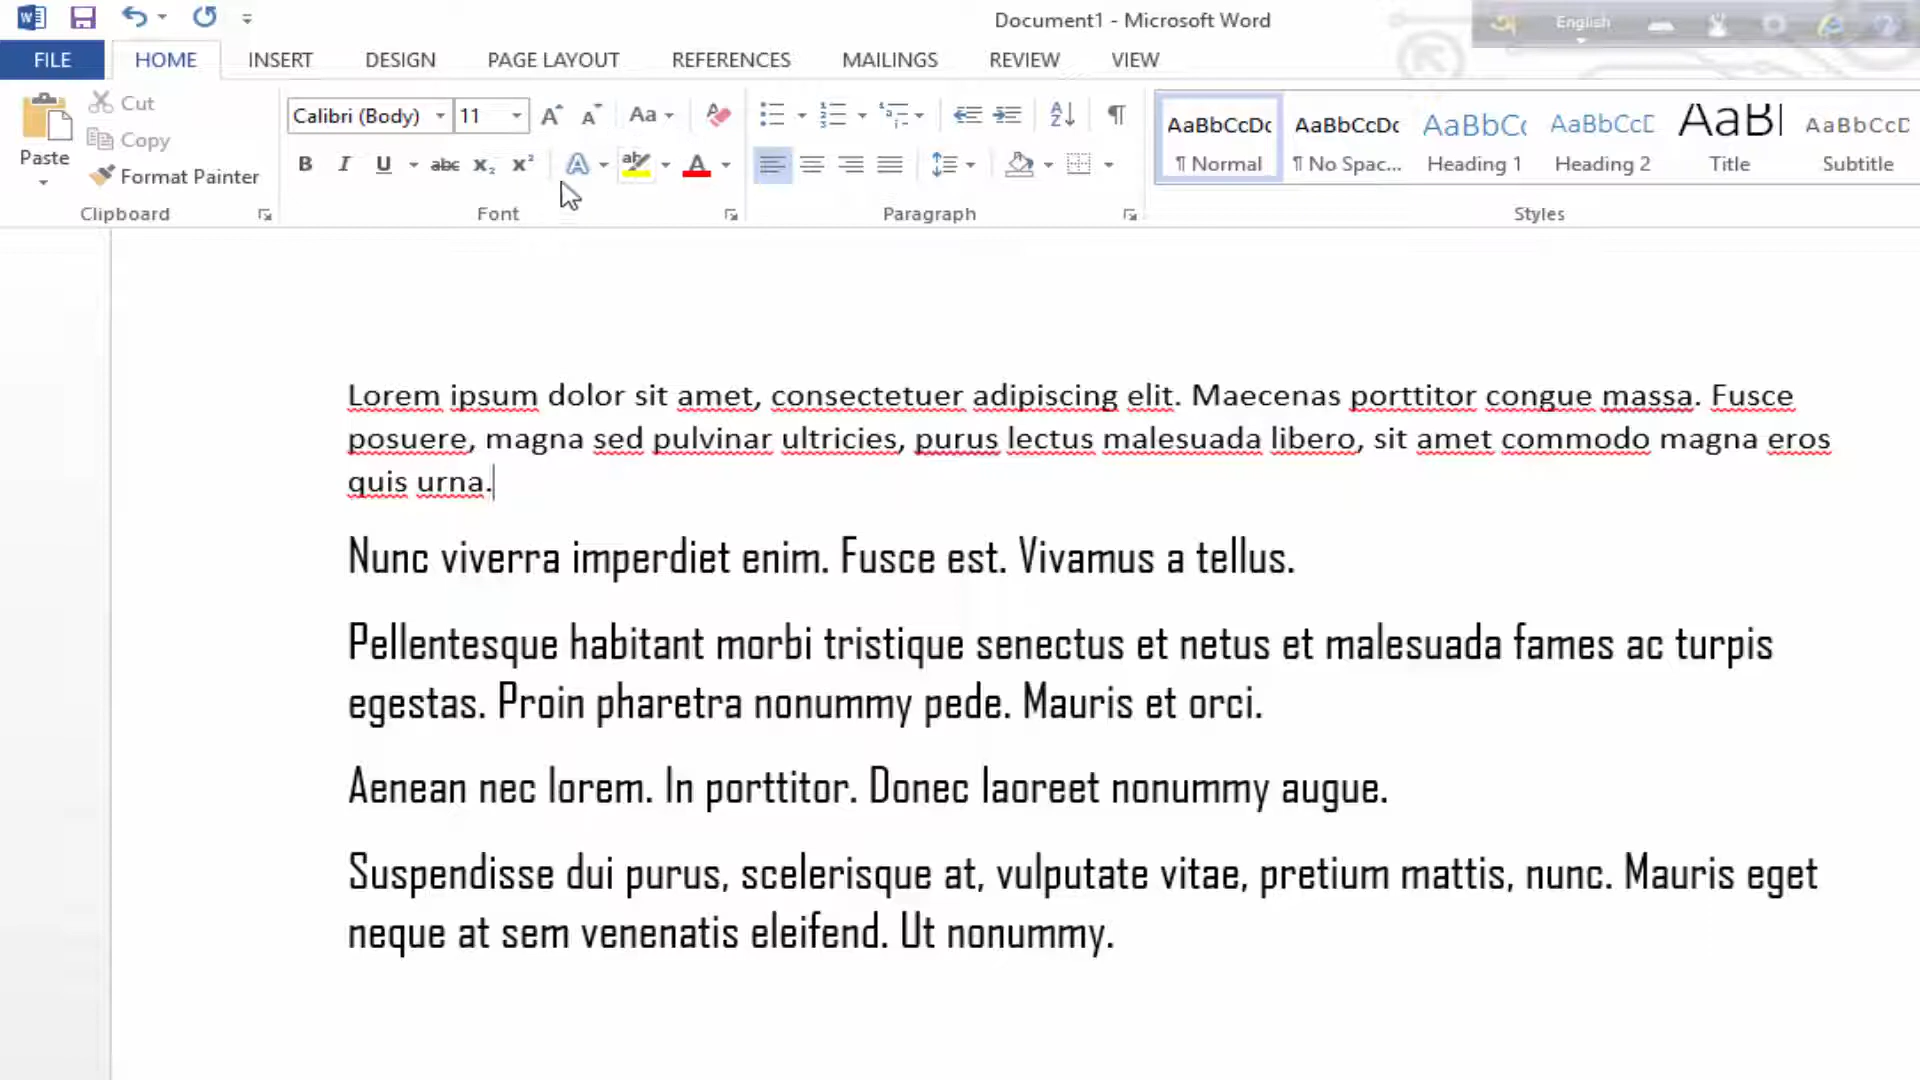 Document1 - Microsoft Word
English
FILE HOME INSERT DESIGN PAGE LAYOUT REFERENCES MAILINGS REVIEW VIEW
Paste
Cut
Copy
Format Painter
Clipboard
Calibri (Body) 11
Aa
B I U abc X₂ X² A ab A
Font
Paragraph
AaBbCcDc AaBbCcDc AaBbCc AaBbCcD AaBl AaBbCcD
¶ Normal ¶ No Spac... Heading 1 Heading 2 Title Subtitle
Styles
Lorem ipsum dolor sit amet, consectetuer adipiscing elit. Maecenas porttitor congue massa. Fusce
posuere, magna sed pulvinar ultricies, purus lectus malesuada libero, sit amet commodo magna eros
quis urna.
Nunc viverra imperdiet enim. Fusce est. Vivamus a tellus.
Pellentesque habitant morbi tristique senectus et netus et malesuada fames ac turpis
egestas. Proin pharetra nonummy pede. Mauris et orci.
Aenean nec lorem. In porttitor. Donec laoreet nonummy augue.
Suspendisse dui purus, scelerisque at, vulputate vitae, pretium mattis, nunc. Mauris eget
neque at sem venenatis eleifend. Ut nonummy.